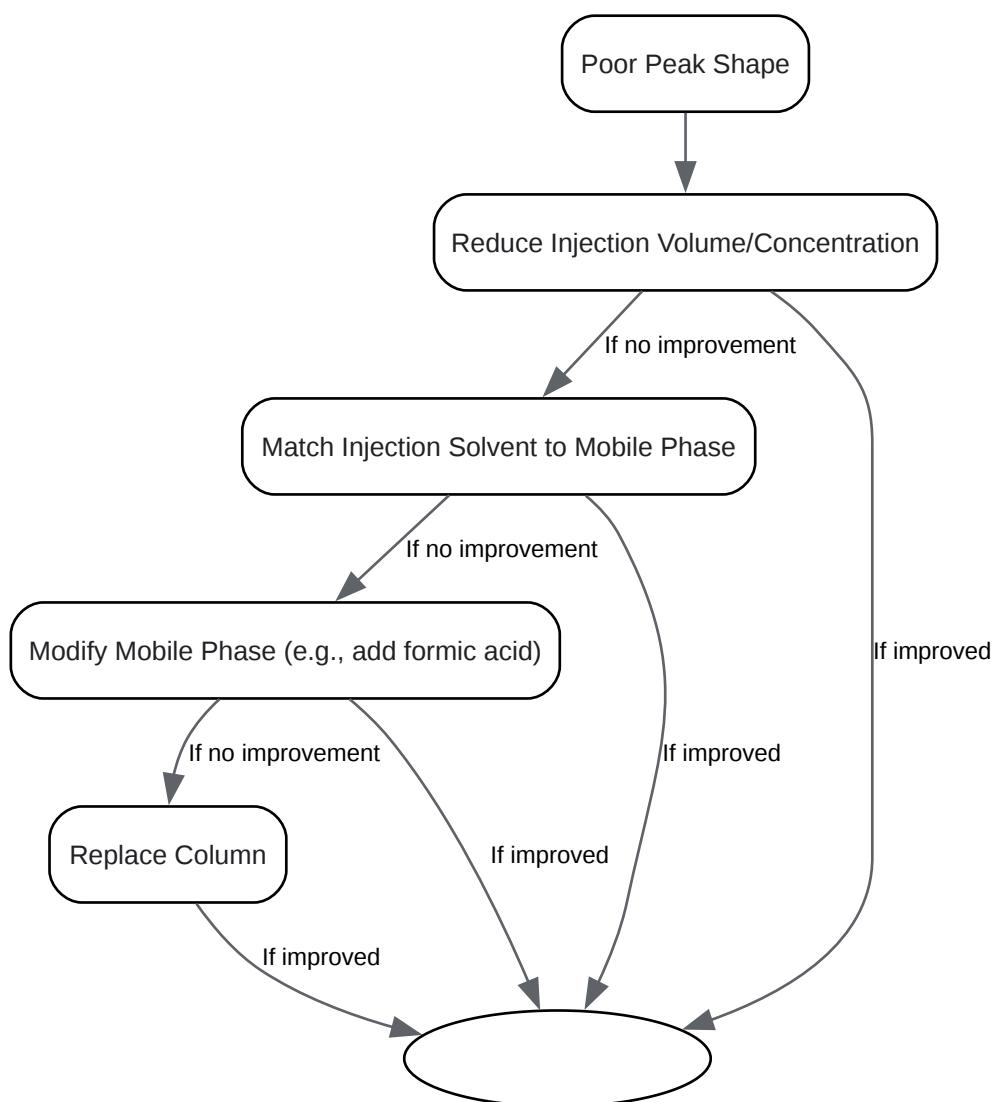 Poor Peak Shape
Reduce Injection Volume/Concentration
If no improvement
Match Injection Solvent to Mobile Phase
If no improvement
Modify Mobile Phase (e.g., add formic acid)
If improved
If no improvement
If improved
Replace Column
If improved
If improved